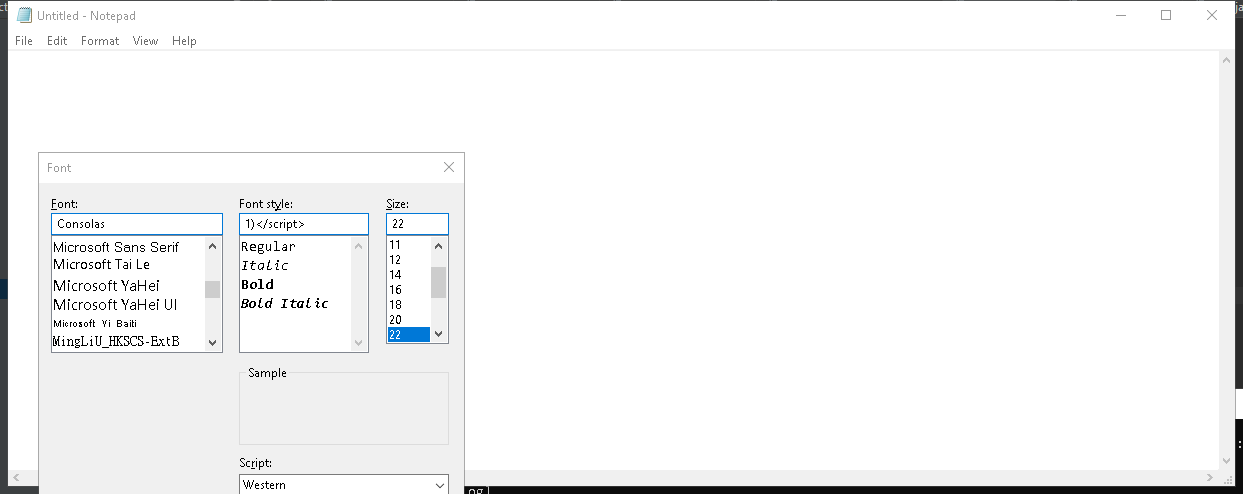 Untitled - Notepad
File Edit Format View Help
Font
Font: Font style: Size:
Consolas 1)</script> 22
Microsoft Sans Serif
Microsoft Tai Le
Microsoft YaHei
Microsoft YaHei UI
Microsoft Yi Baiti
MingLiU_HKSCS-ExtB
Regular
Italic
Bold
Bold Italic
11
12
14
16
18
20
22
Sample
Script:
Western